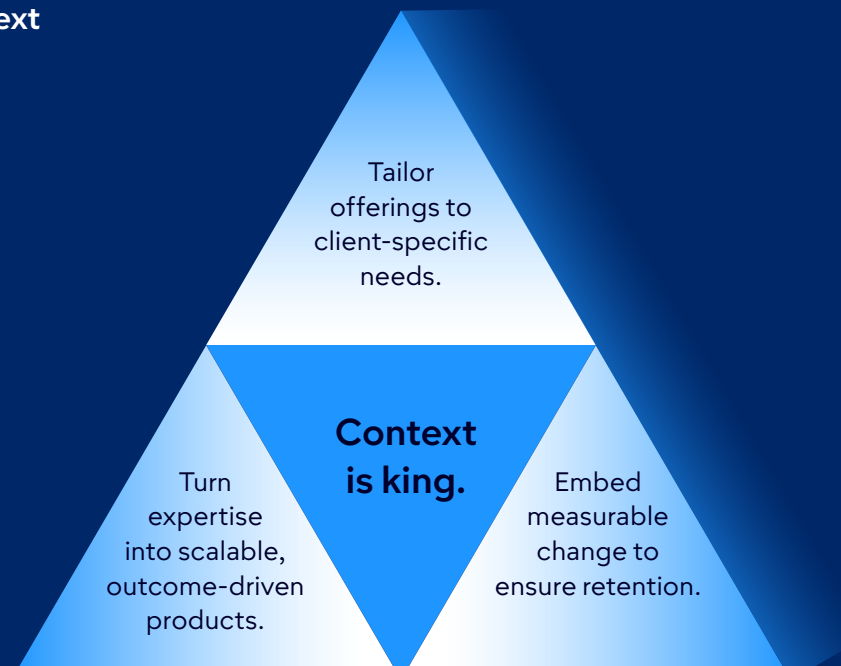 ext
Tailor
offerings to
client-specific
needs.
Context
is king.
Turn
expertise
into scalable,
outcome-driven
products.
Embed
measurable
change to
ensure retention.